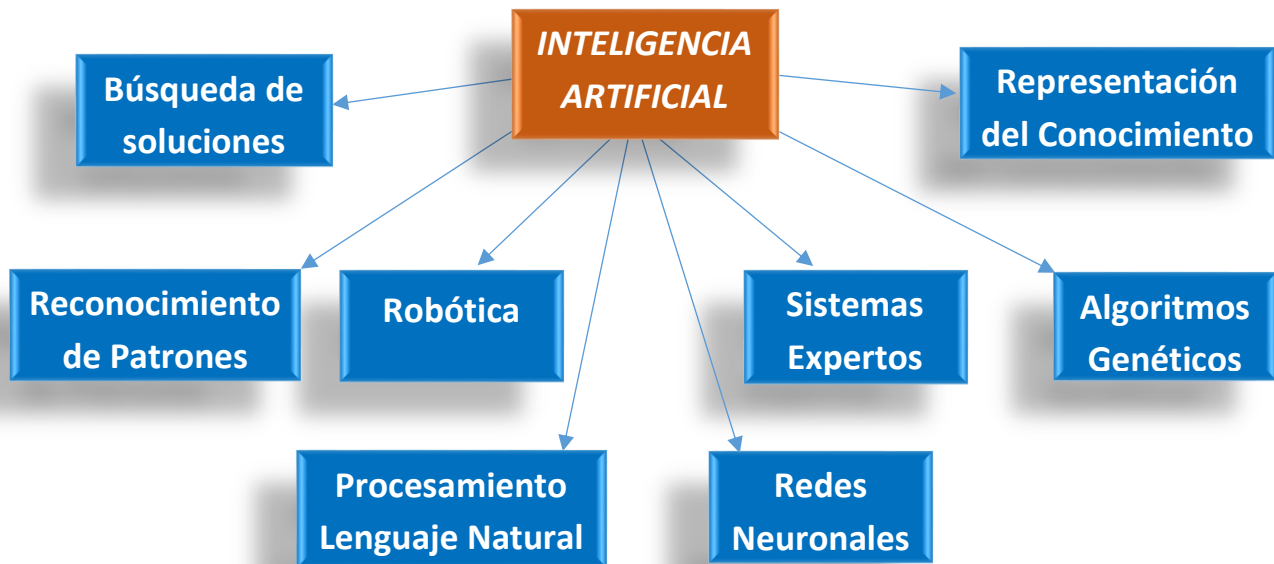 INTELIGENCIA
ARTIFICIAL
Búsqueda de
soluciones
Representación
del Conocimiento
Reconocimiento
de Patrones
Robótica
Sistemas
Expertos
Algoritmos
Genéticos
Procesamiento
Lenguaje Natural
Redes
Neuronales